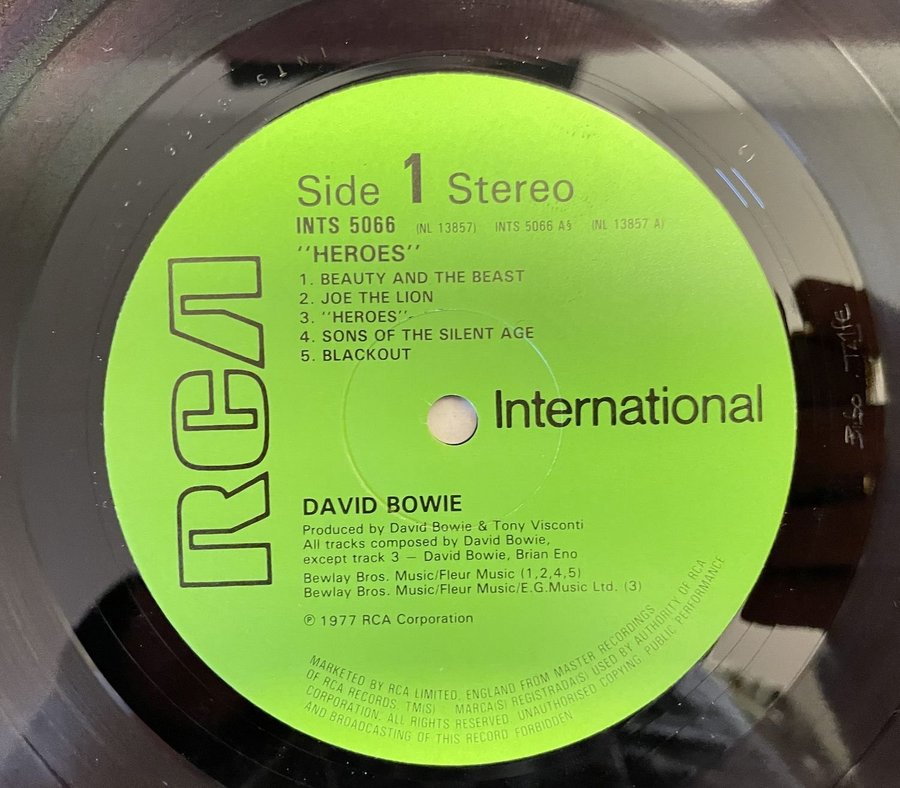 INTS 5066
Side 1 Stereo
INTS 5066 (NL 13857) INTS 5066 A§ (NL 13857 A)
"HEROES"
1. BEAUTY AND THE BEAST
2. JOE THE LION
3. "HEROES"
4. SONS OF THE SILENT AGE
5. BLACKOUT
RCA
International
DAVID BOWIE
Produced by David Bowie & Tony Visconti
All tracks composed by David Bowie,
except track 3 — David Bowie, Brian Eno
Bewlay Bros. Music/Fleur Music (1,2,4,5)
Bewlay Bros. Music/Fleur Music/E.G.Music Ltd. (3)
℗ 1977 RCA Corporation
MARKETED BY RCA LIMITED, ENGLAND FROM MASTER RECORDINGS
OF RCA RECORDS. TM(S) MARCA(S) REGISTRADA(S) USED BY AUTHORITY OF RCA
CORPORATION. ALL RIGHTS RESERVED. UNAUTHORISED COPYING PUBLIC PERFORMANCE
AND BROADCASTING OF THIS RECORD FORBIDDEN